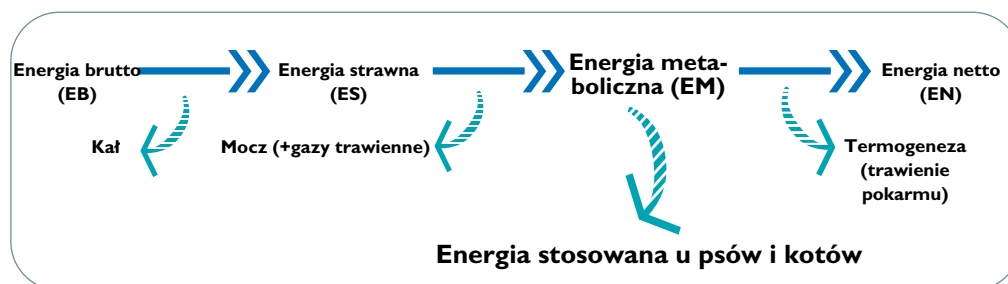 Energia brutto
(EB)
Energia strawna
(ES)
Energia meta-
boliczna (EM)
Energia netto
(EN)
Kał
Mocz (+gazy trawienne)
Termogeneza
(trawienie
pokarmu)
Energia stosowana u psów i kotów